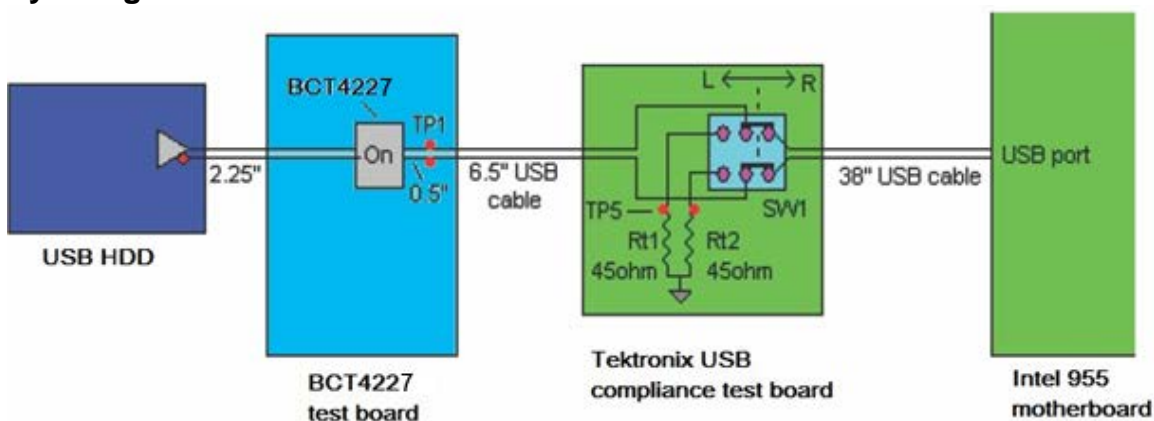 BCT4227
TP1
On
2.25"
0.5"
6.5" USB
cable
L
R
TP5
SW1
Rt1
Rt2
45ohm
45ohm
38" USB cable
USB port
USB HDD
BCT4227
test board
Tektronix USB
compliance test board
Intel 955
motherboard